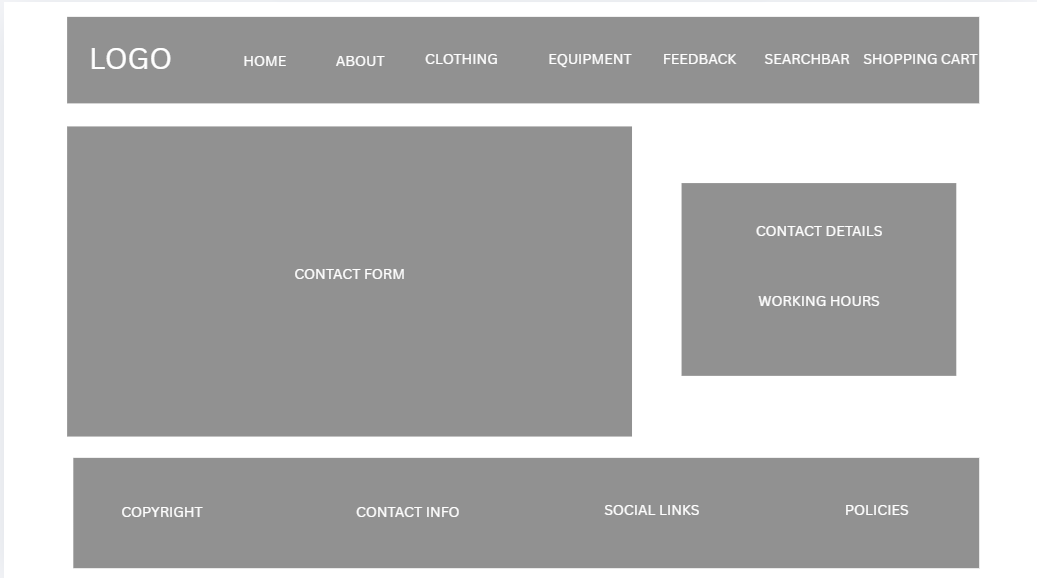 LOGO HOME ABOUT CLOTHING EQUIPMENT FEEDBACK SEARCHBAR SHOPPING CART
CONTACT FORM
CONTACT DETAILS
WORKING HOURS
COPYRIGHT CONTACT INFO SOCIAL LINKS POLICIES